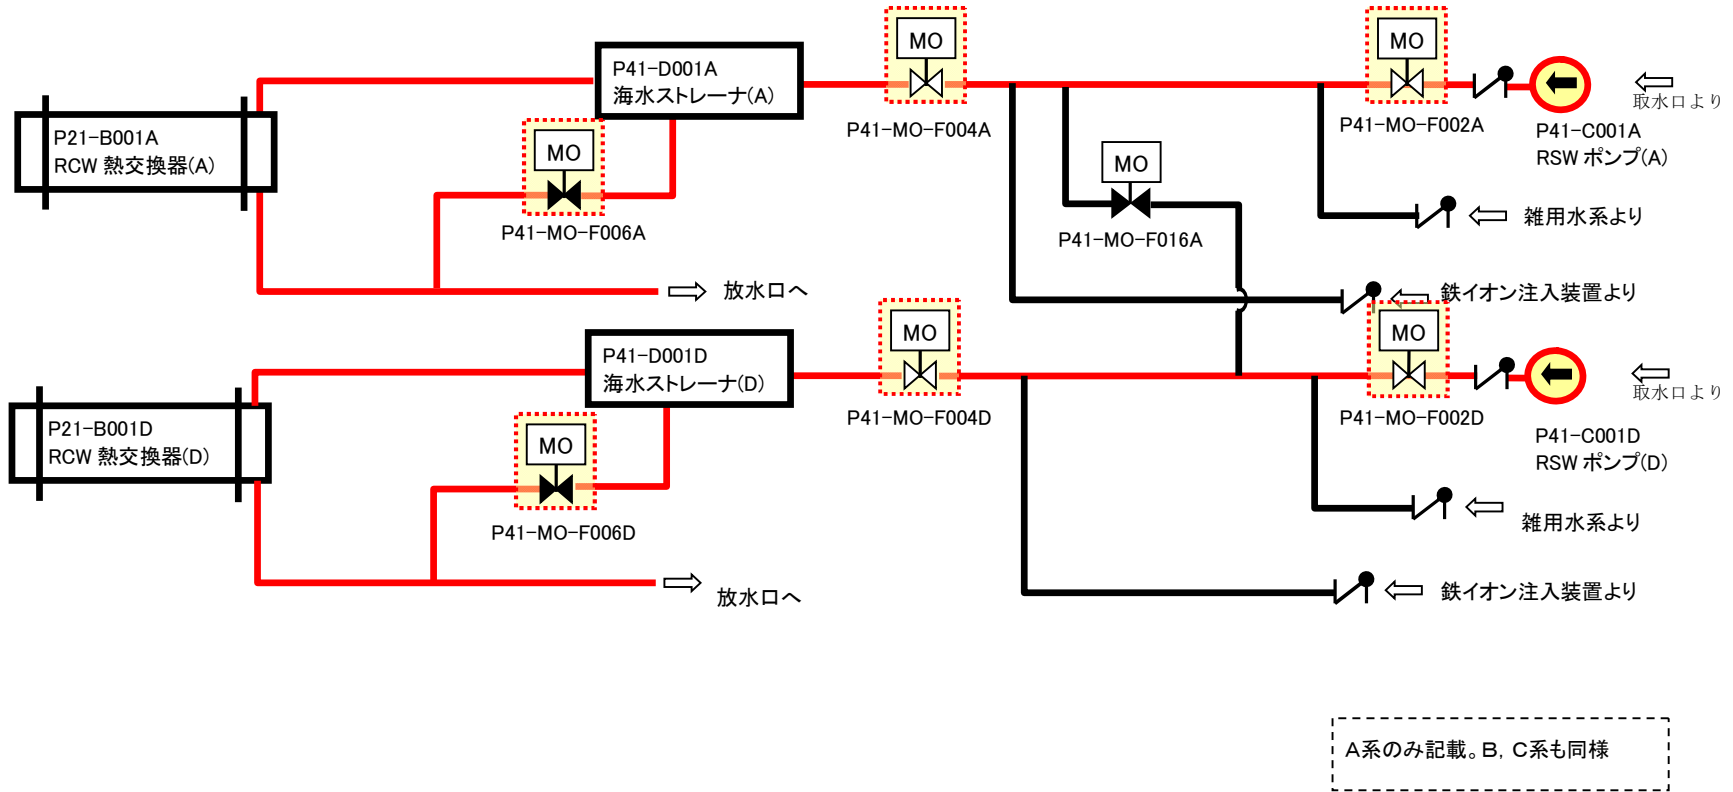 MO
MO
P41-D001A
海水ストレーナ(A)
取水口より
P21-B001A
RCW 熱交換器(A)
MO
P41-MO-F004A
MO
P41-MO-F002A
P41-C001A
RSW ポンプ(A)
P41-MO-F006A
P41-MO-F016A
雑用水系より
放水口へ
鉄イオン注入装置より
MO
MO
P41-D001D
海水ストレーナ(D)
取水口より
P21-B001D
RCW 熱交換器(D)
MO
P41-MO-F004D
P41-MO-F002D
P41-C001D
RSW ポンプ(D)
P41-MO-F006D
雑用水系より
放水口へ
鉄イオン注入装置より
A系のみ記載。B, C系も同様